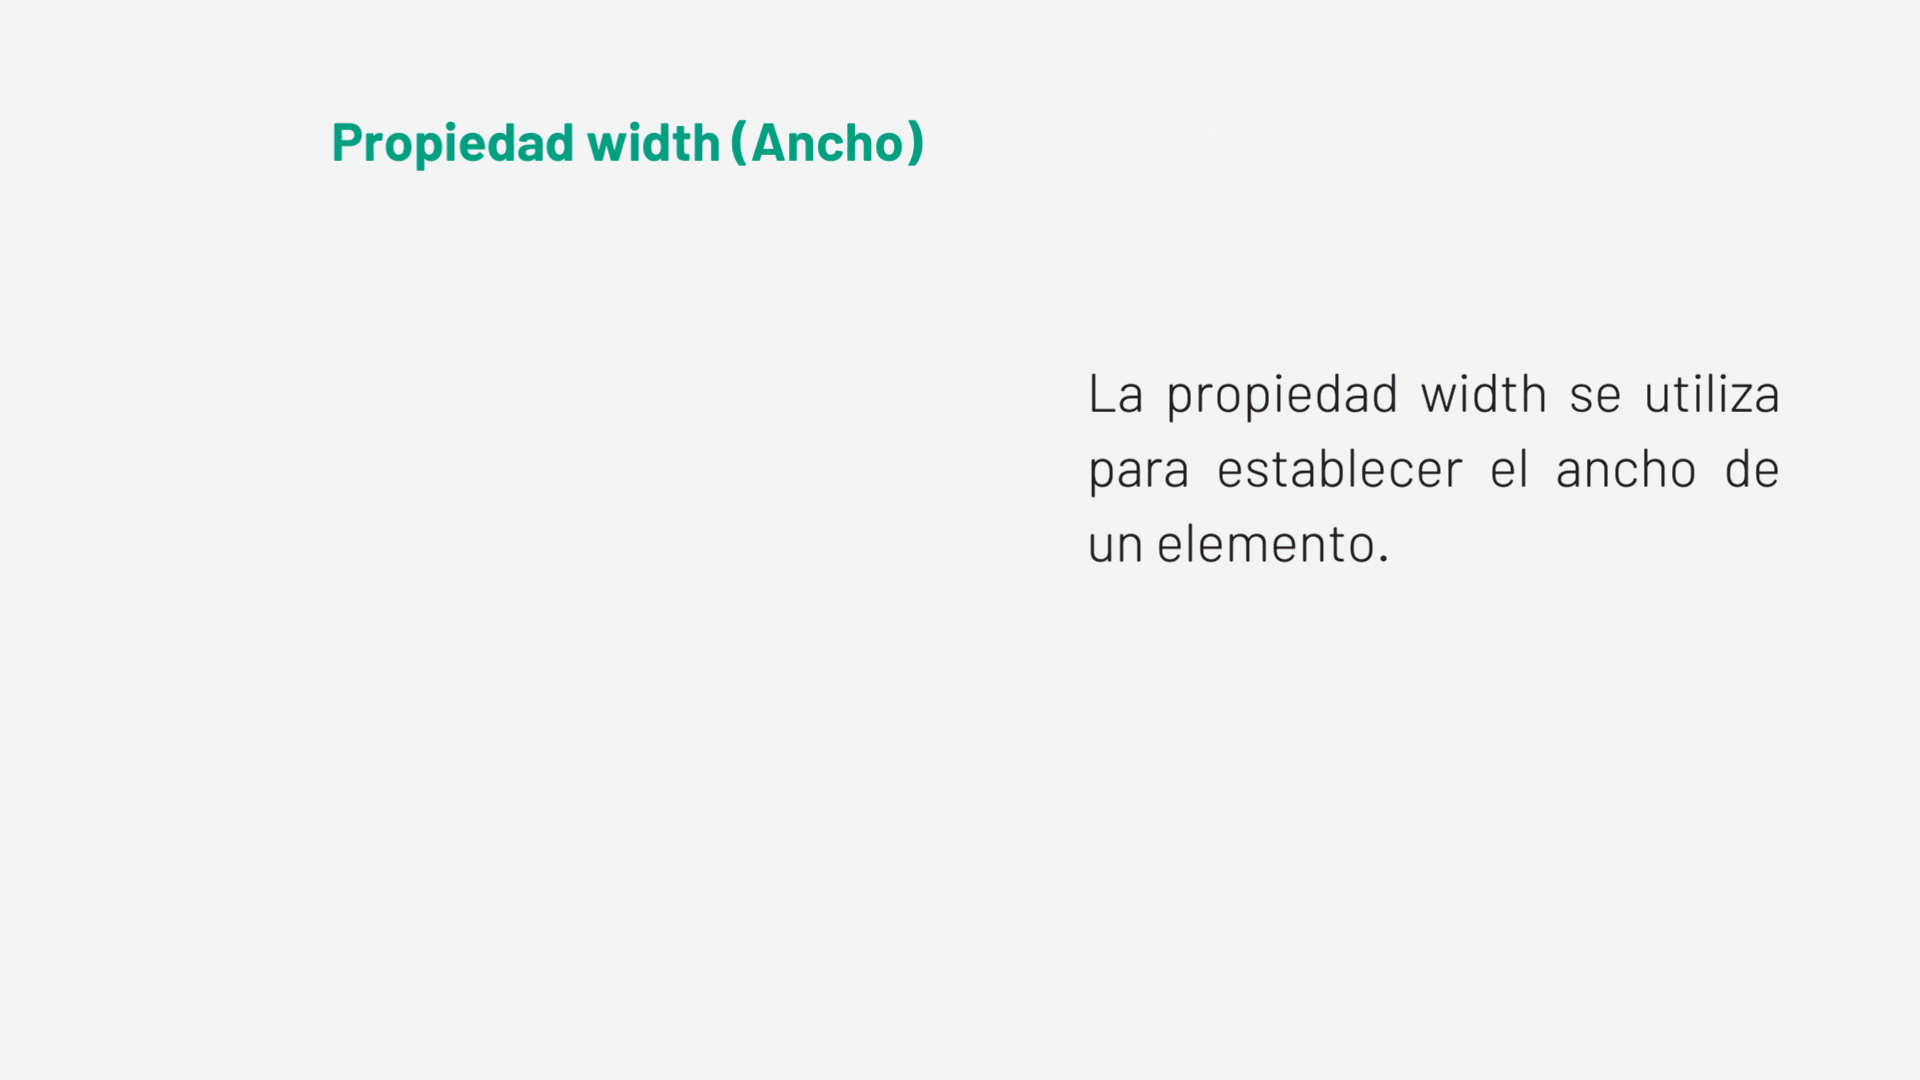 Propiedad width (Ancho)
La propiedad width se utiliza
para establecer el ancho de
un elemento.